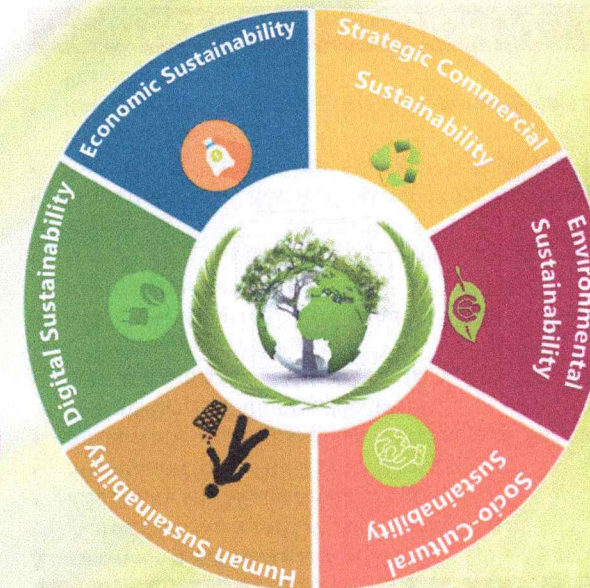 Economic Sustainability
Strategic Commercial
Sustainability
Environmental
Sustainability
Socio-Cultural
Sustainability
Human Sustainability
Digital Sustainability